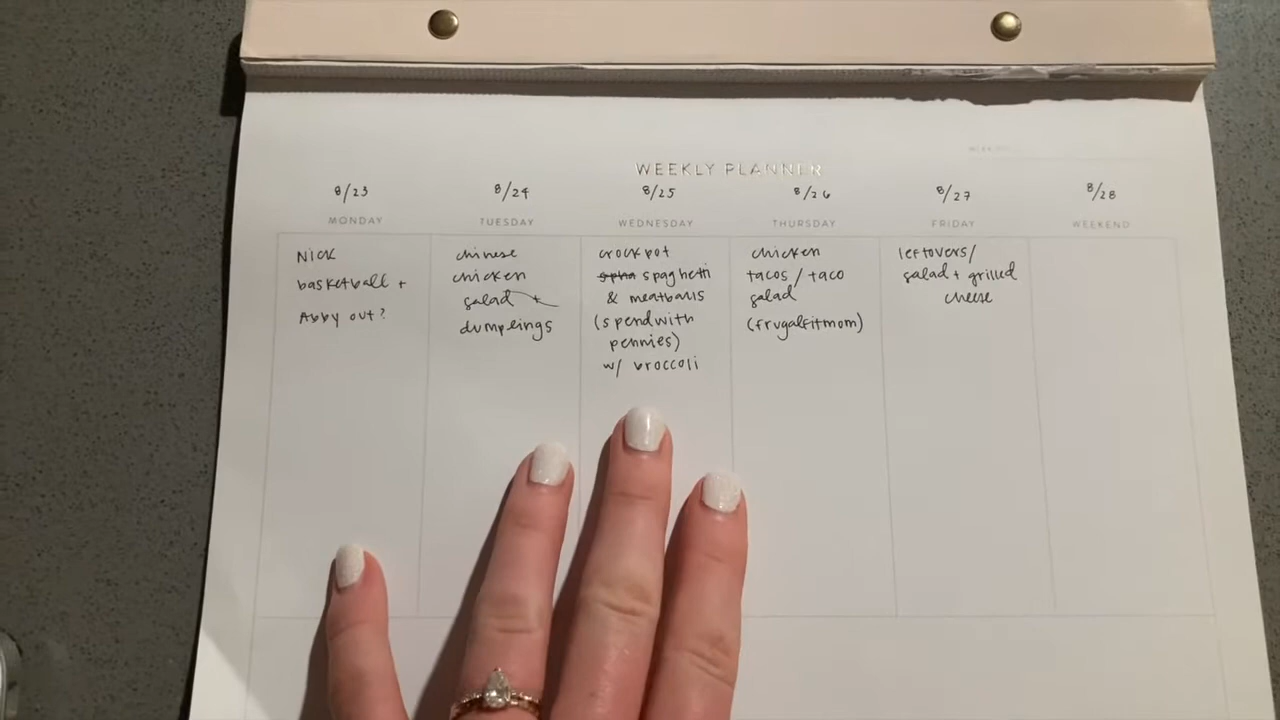 WEEKLY PLANNER
8/23
MONDAY
Nick
basketball +
Abby out?
8/24
TUESDAY
chinese
chicken
salad +
dumplings
8/25
WEDNESDAY
crockpot
spha spaghetti
& meatballs
(spendwith
pennies)
w/ broccoli
8/26
THURSDAY
chicken
tacos/taco
salad
(frugalfitmom)
8/27
FRIDAY
leftovers/
salad + grilled
cheese
8/28
WEEKEND